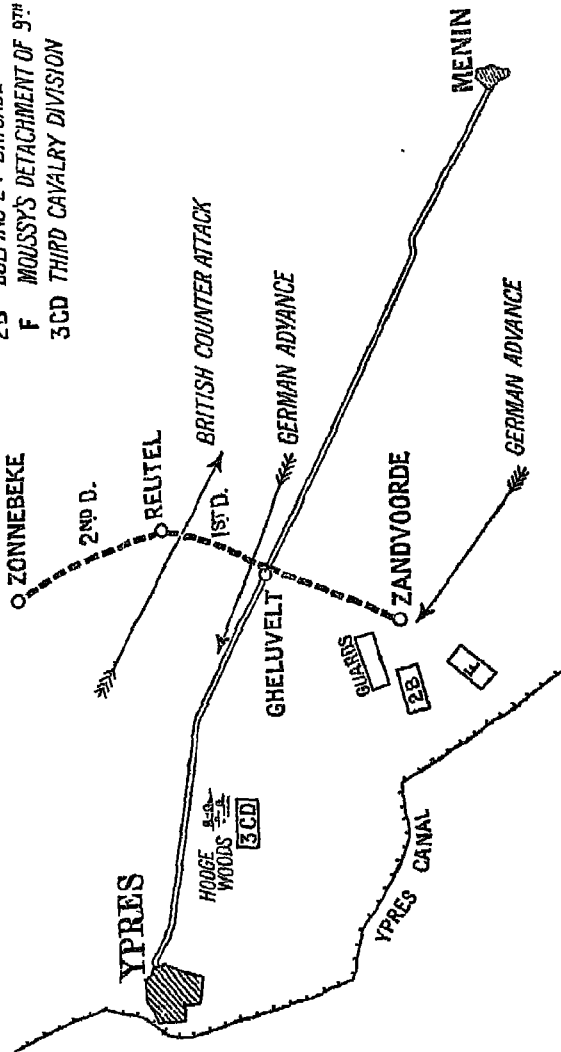 2B
F MOUSSY'S DETACHMENT OF 9TH
3CD THIRD CAVALRY DIVISION
ZONNEBEKE
2ND D.
REUTEL
BRITISH COUNTER ATTACK
1ST D.
GERMAN ADVANCE
GHELUVELT
MENIN
YPRES
HODGE
WOODS
3CD
GUARDS
2B
F
ZANDVOORDE
GERMAN ADVANCE
YPRES CANAL